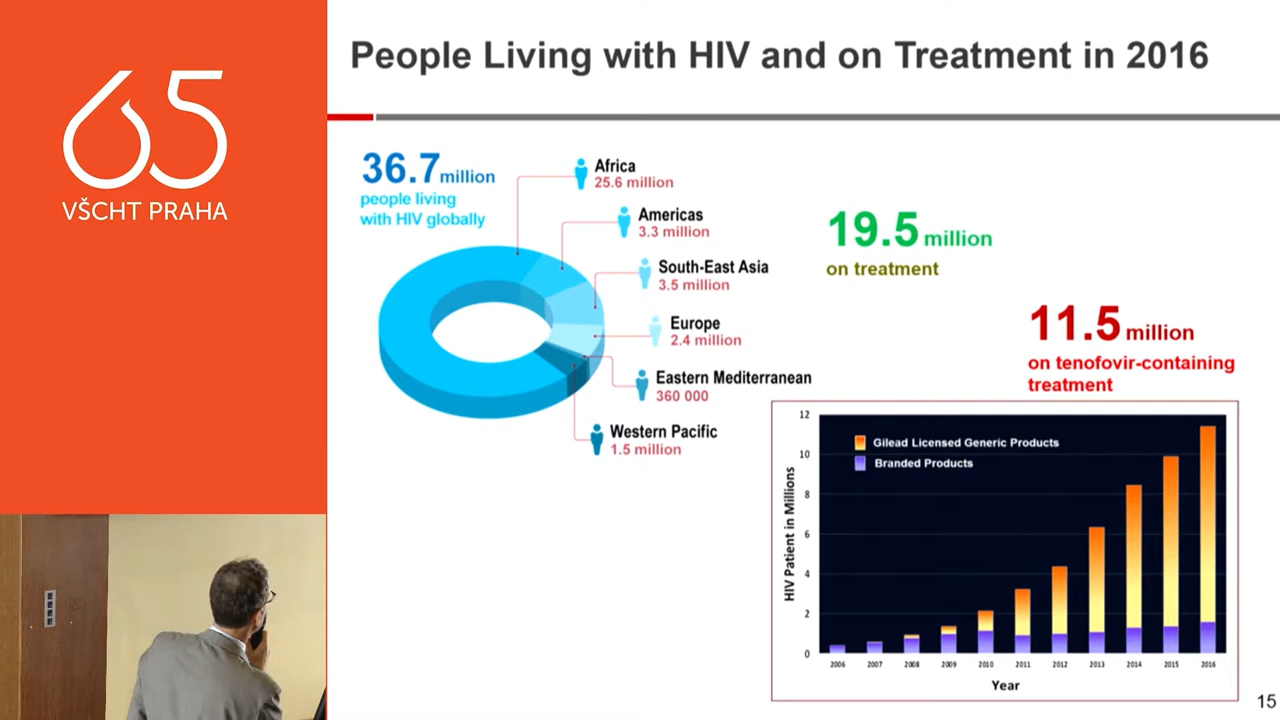 65
VŠCHT PRAHA
People Living with HIV and on Treatment in 2016
36.7 million
people living
with HIV globally
Africa
25.6 million
Americas
3.3 million
South-East Asia
3.5 million
Europe
2.4 million
Eastern Mediterranean
360 000
Western Pacific
1.5 million
19.5 million
on treatment
11.5 million
on tenofovir-containing
treatment
12
10
8
6
4
2
0
HIV Patient in Millions
Gilead Licensed Generic Products
Branded Products
2006 2007 2008 2009 2010 2011 2012 2013 2014 2015 2016
Year
15